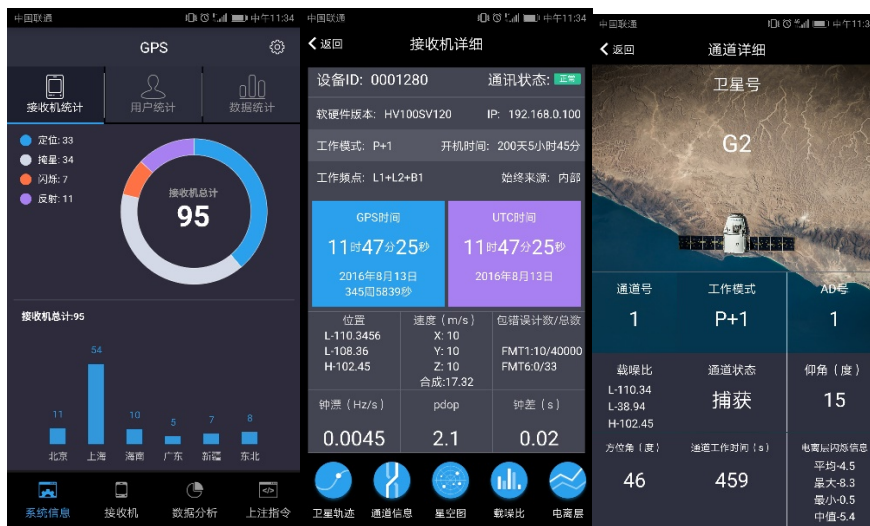 中国联通
中午11:34
GPS
接收机统计
用户统计
数据统计
定位: 33
掩星: 34
闪烁: 7
反射: 11
接收机总计
95
接收机总计:95
11
54
10
5
7
8
北京
上海
海南
广东
新疆
东北
系统信息
接收机
数据分析
上注指令
中国联通
中午11:34
返回
接收机详细
设备ID: 0001280
通讯状态: 正常
软硬件版本: HV100SV120
IP: 192.168.0.100
工作模式: P+1
开机时间: 200天5小时45分
工作频点: L1+L2+B1
始终来源: 内部
GPS时间
11时47分25秒
2016年8月13日
345周5839秒
UTC时间
11时47分25秒
2016年8月13日
位置
L-110.3456
L-108.36
H-102.45
速度（m/s）
X: 10
Y: 10
Z: 10
合成:17.32
包错误计数/总数
FMT1:10/40000
FMT6:0/33
钟漂（Hz/s）
0.0045
pdop
2.1
钟差（s）
0.02
卫星轨迹
通道信息
星空图
载噪比
电离层
中国联通
中午11:3
返回
通道详细
卫星号
G2
通道号
1
工作模式
P+1
AD号
1
载噪比
L-110.34
L-38.94
H-102.45
通道状态
捕获
仰角（度）
15
方位角（度）
46
通道工作时间（s）
459
电离层闪烁信息
平均-4.5
最大-8.3
最小-0.5
中值-5.4